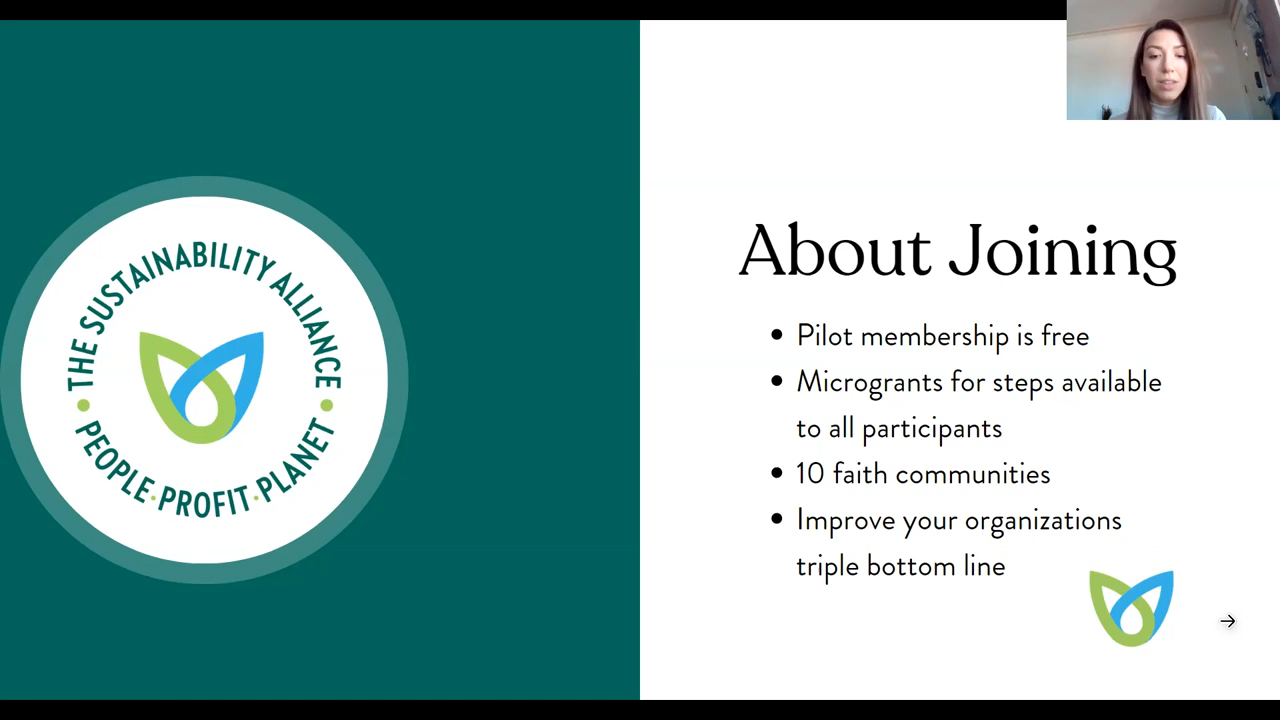 THE SUSTAINABILITY ALLIANCE
PEOPLE·PROFIT·PLANET
About Joining
• Pilot membership is free
• Microgrants for steps available
to all participants
• 10 faith communities
• Improve your organizations
triple bottom line